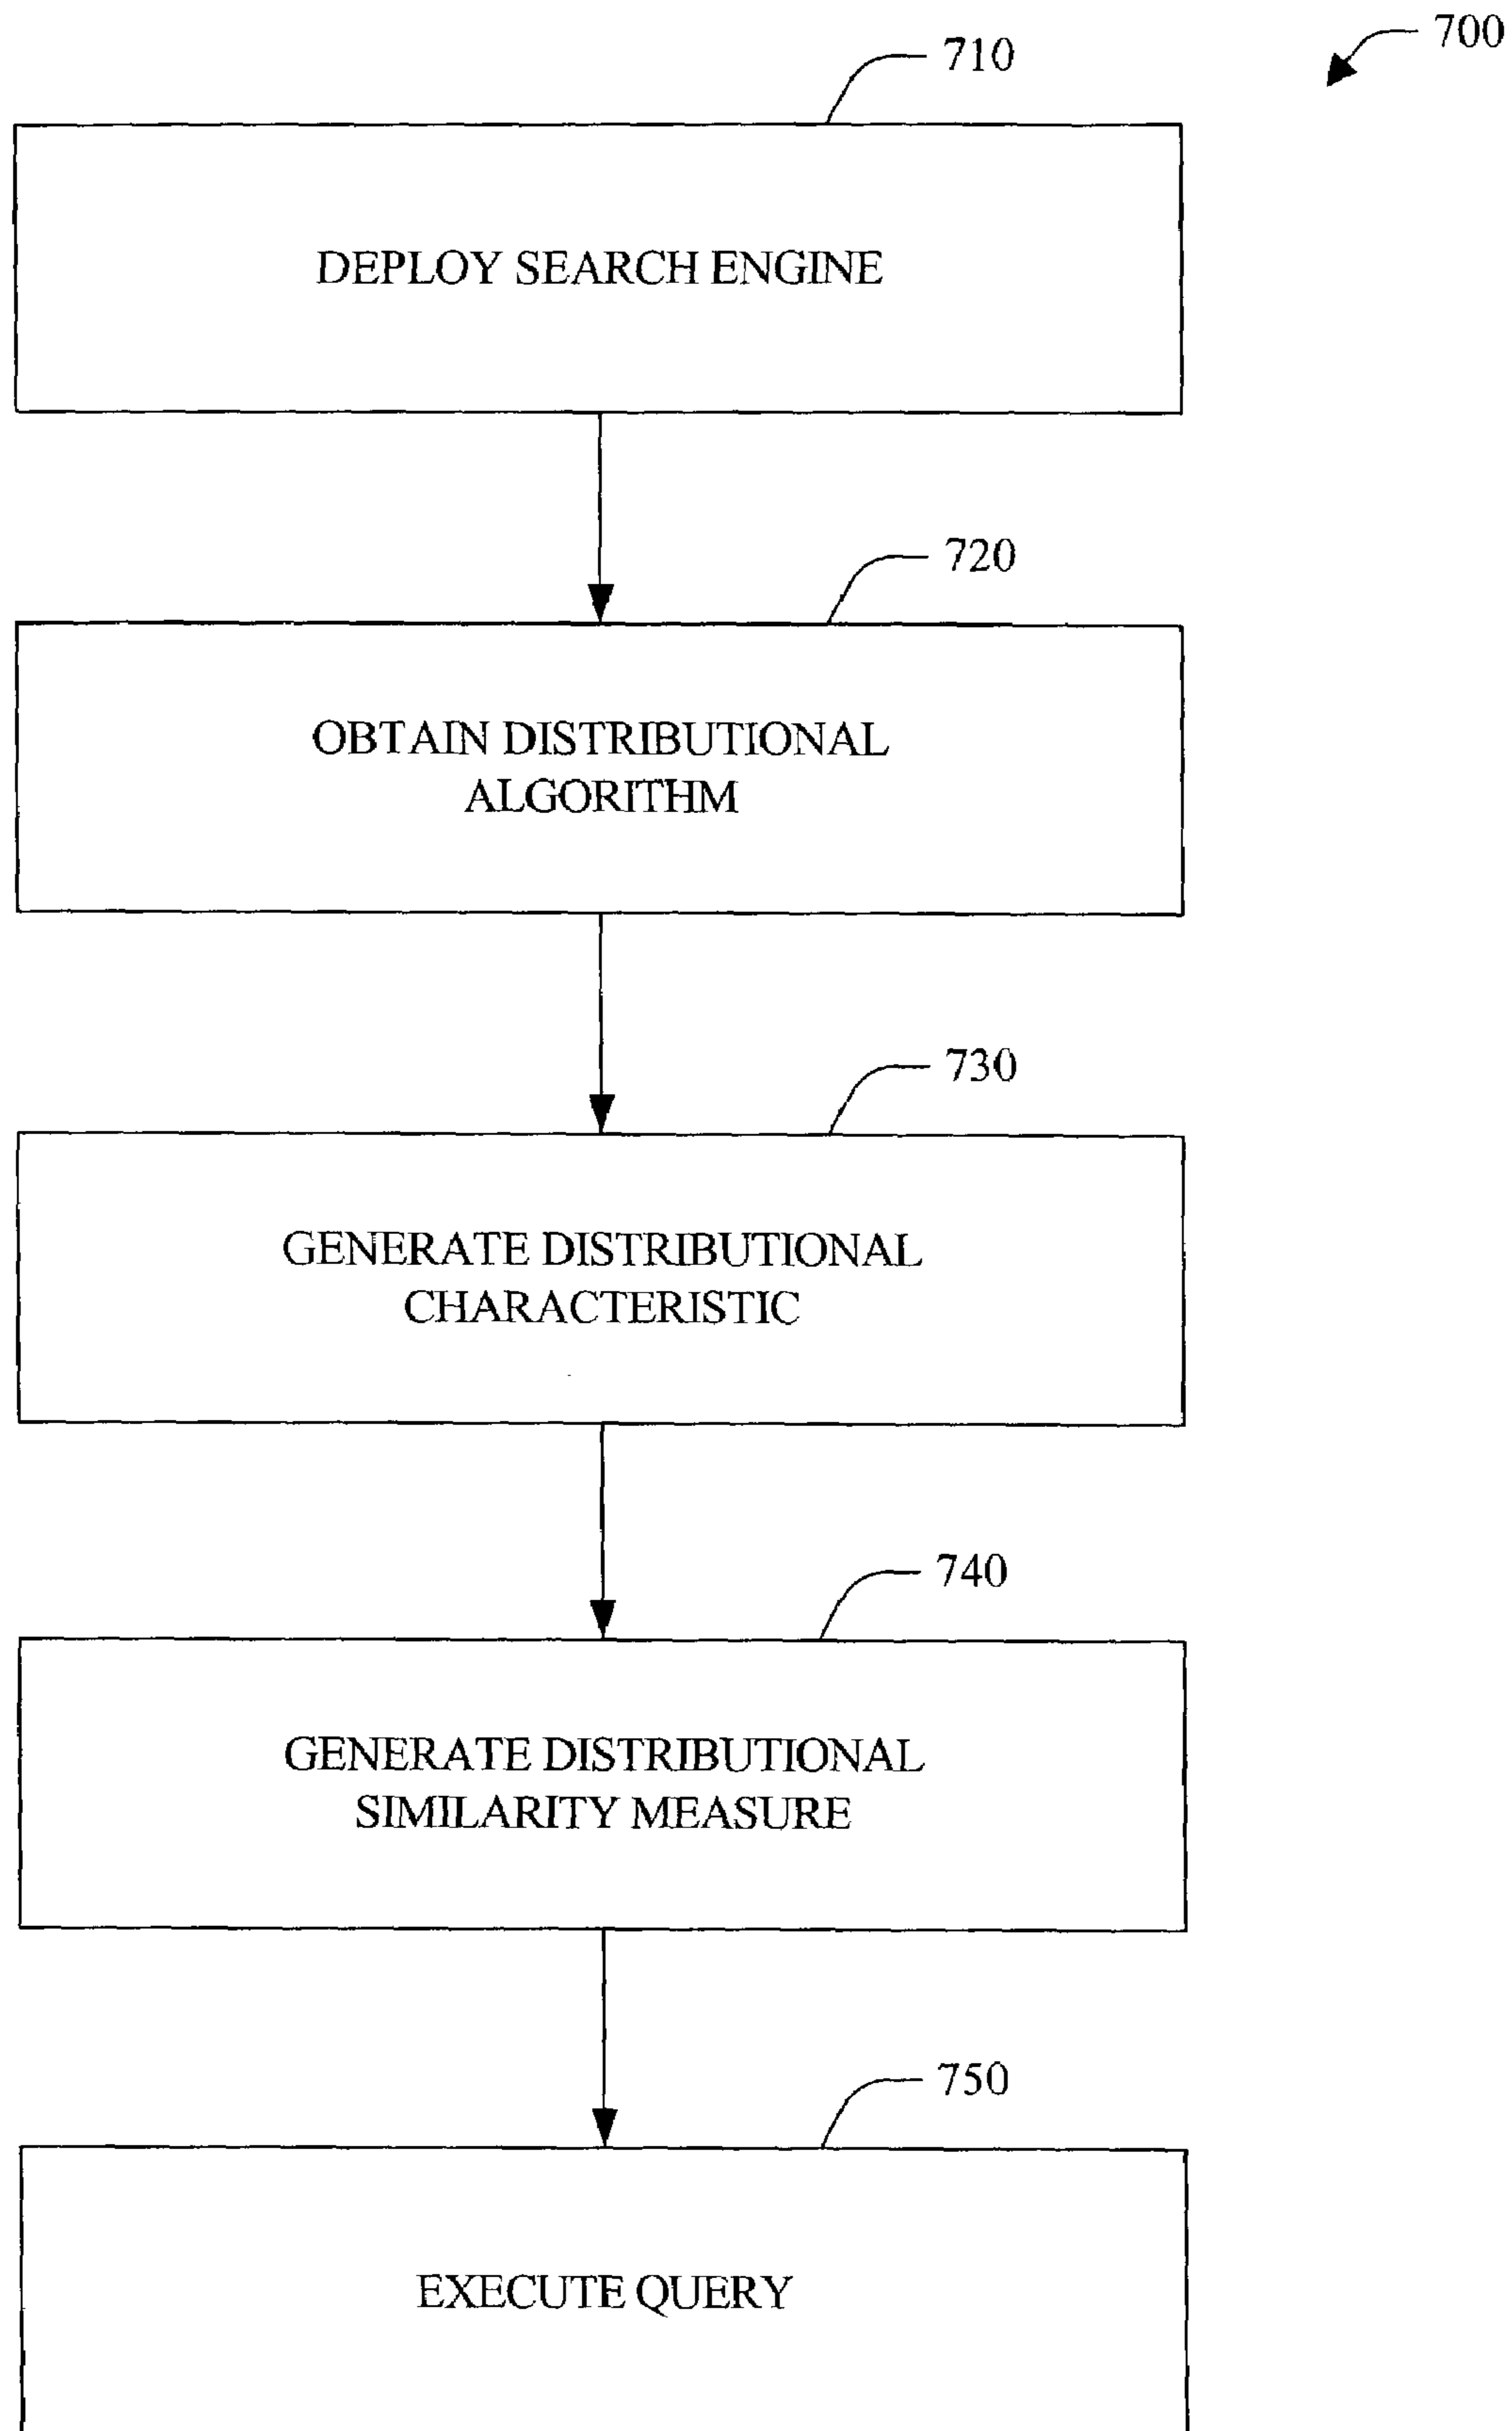 700
710
DEPLOY SEARCH ENGINE
720
OBTAIN DISTRIBUTIONAL
ALGORITHM
730
GENERATE DISTRIBUTIONAL
CHARACTERISTIC
740
GENERATE DISTRIBUTIONAL
SIMILARITY MEASURE
750
EXECUTE QUERY